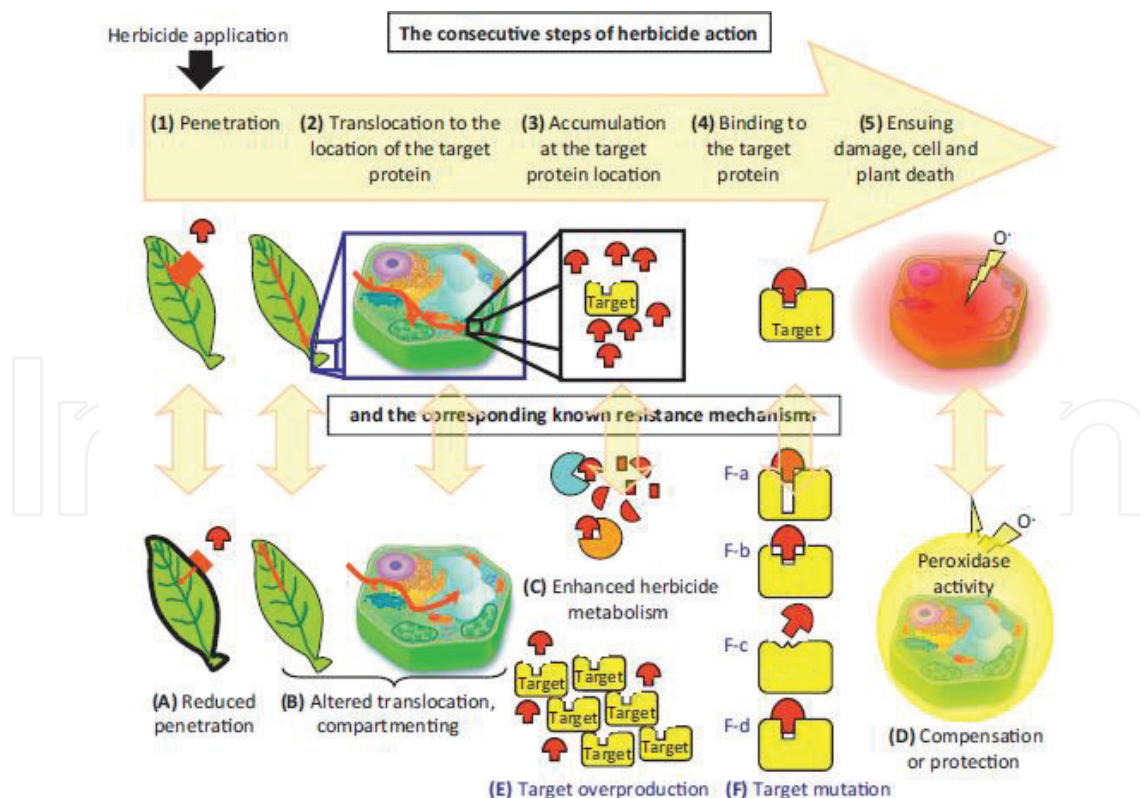 Herbicide application
The consecutive steps of herbicide action
(1) Penetration
(2) Translocation to the
location of the target
protein
(3) Accumulation
at the target
protein location
(4) Binding to
the target
protein
(5) Ensuing
damage, cell and
plant death
O·
Target
Target
and the corresponding known resistance mechanisms
F-a
F-b
F-c
F-d
O·
Peroxidase
activity
(C) Enhanced herbicide
metabolism
Target
Target
Target
Target
Target
Target
Target
(A) Reduced
penetration
(B) Altered translocation,
compartmenting
(D) Compensation
or protection
(E) Target overproduction
(F) Target mutation